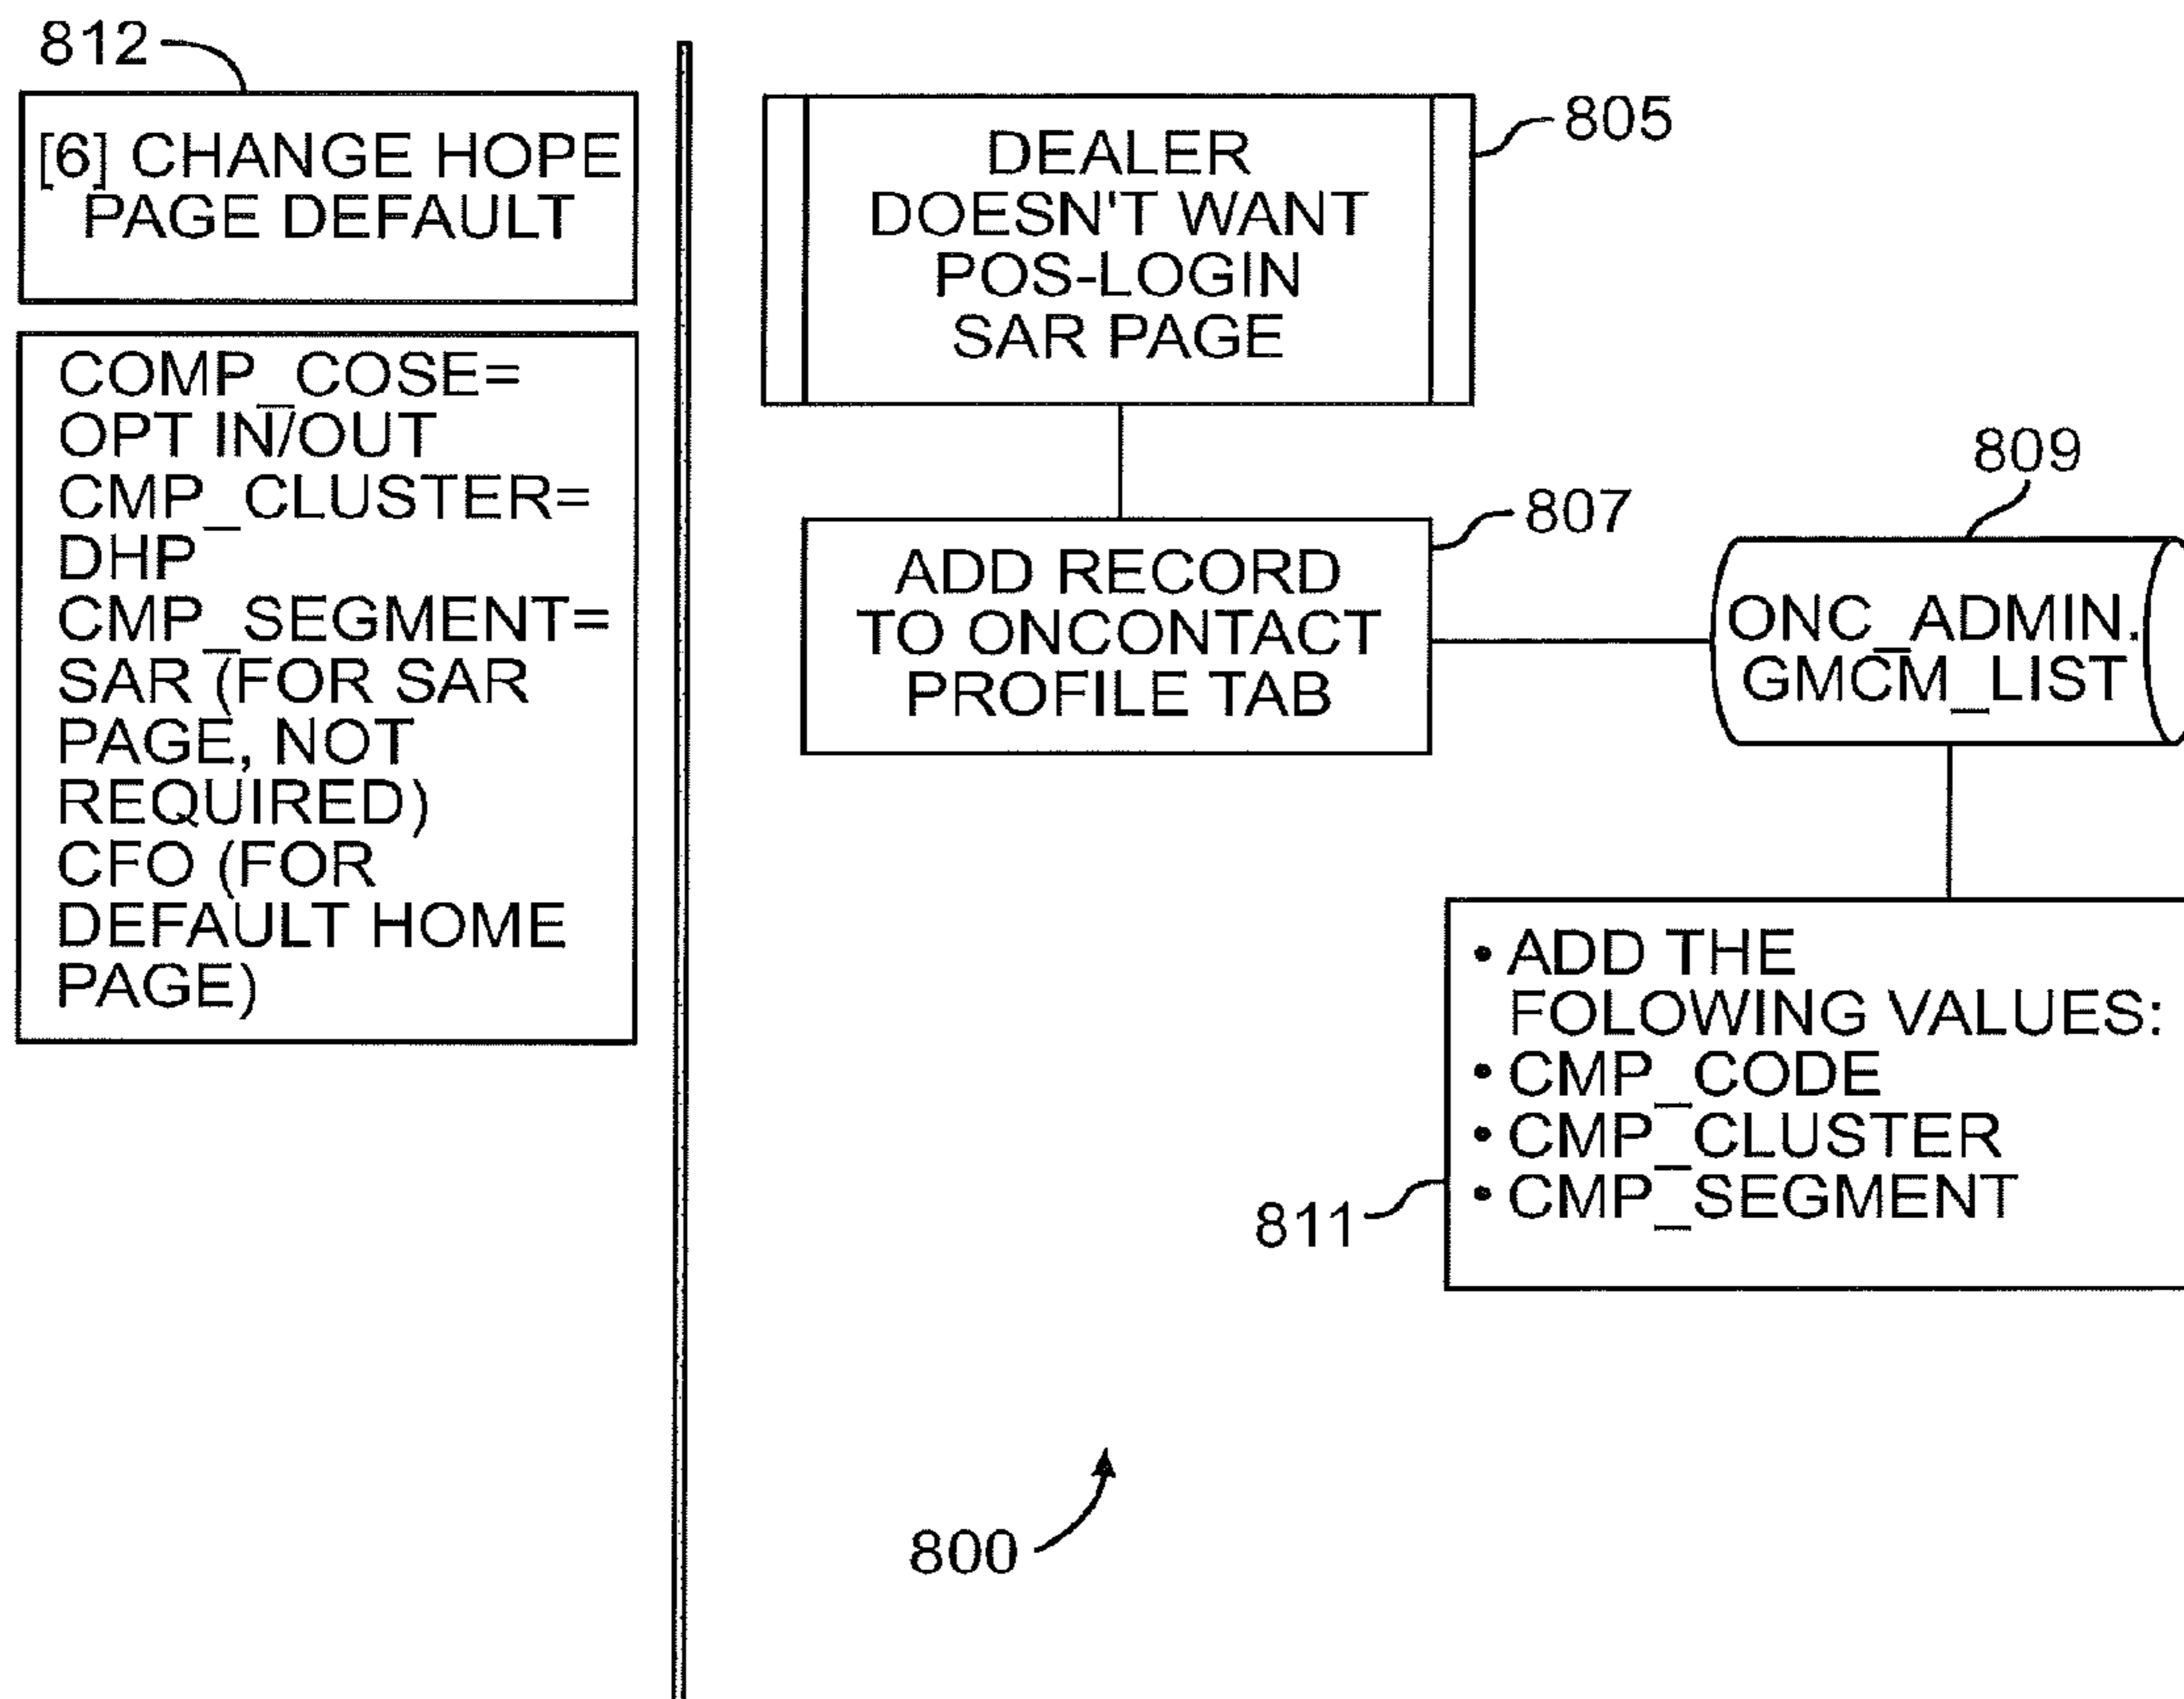 812
[6] CHANGE HOPE
PAGE DEFAULT
COMP_COSE=
OPT IN/OUT
CMP_CLUSTER=
DHP
CMP_SEGMENT=
SAR (FOR SAR
PAGE, NOT
REQUIRED)
CFO (FOR
DEFAULT HOME
PAGE)
805
DEALER
DOESN'T WANT
POS-LOGIN
SAR PAGE
807
ADD RECORD
TO ONCONTACT
PROFILE TAB
809
ONC_ADMIN.
GMCM_LIST
811
• ADD THE
FOLOWING VALUES:
• CMP_CODE
• CMP_CLUSTER
• CMP_SEGMENT
800